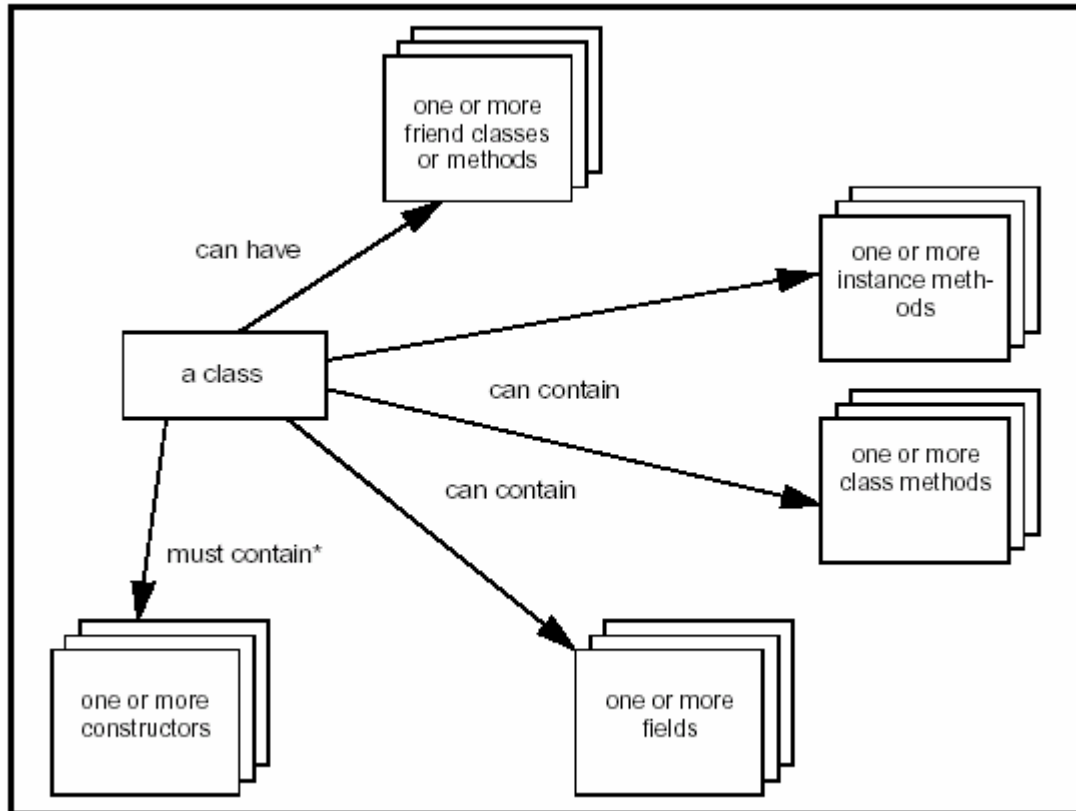 one or more
friend classes
or methods
can have
one or more
instance meth-
ods
a class
can contain
one or more
class methods
can contain
must contain*
one or more
constructors
one or more
fields